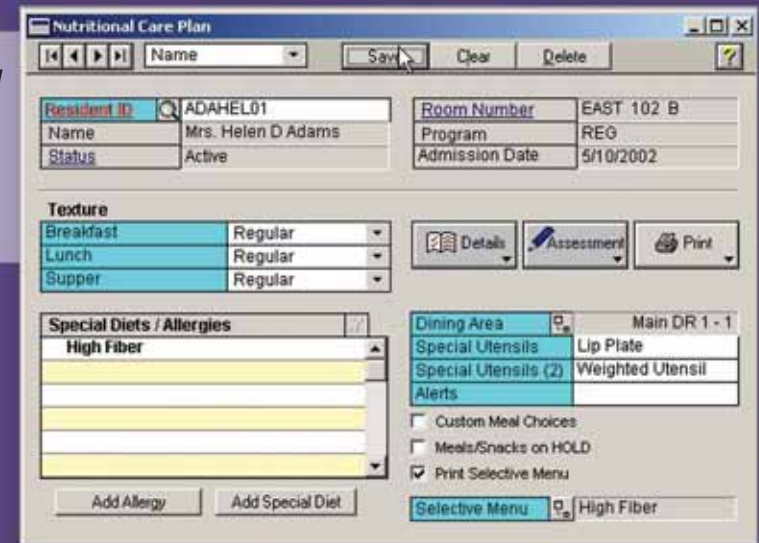 Nutritional Care Plan
Name Save Clear Delete ?
Resident ID ADAHEL01
Name Mrs. Helen D Adams
Status Active
Room Number EAST 102 B
Program REG
Admission Date 5/10/2002
Texture
Breakfast Regular
Lunch Regular
Supper Regular
Details Assessment Print
Special Diets / Allergies
High Fiber
Add Allergy Add Special Diet
Dining Area Main DR 1 - 1
Special Utensils Lip Plate
Special Utensils (2) Weighted Utensil
Alerts
Custom Meal Choices
Meals/Snacks on HOLD
Print Selective Menu
Selective Menu High Fiber